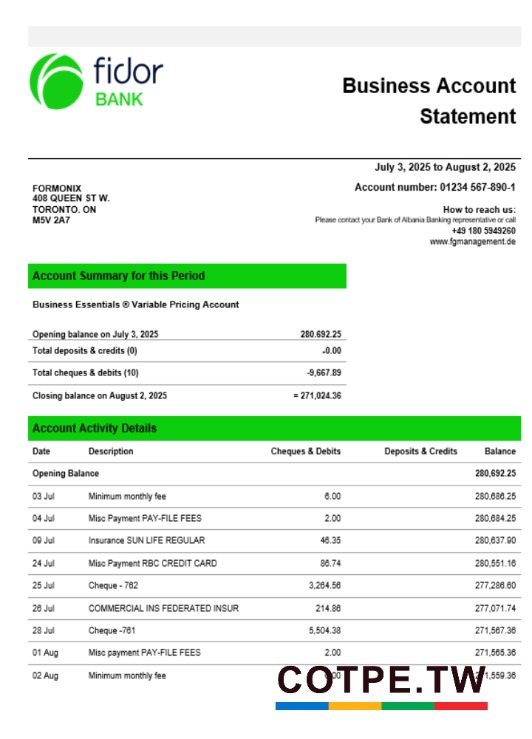 fidor
BANK
Business Account
Statement
July 3, 2025 to August 2, 2025
FORMONIX
408 QUEEN ST W.
TORONTO. ON
M5V 2A7
Account number: 01234 567-890-1
How to reach us:
Please contact your Bank of Albania Banking representative or call
+49 180 5949260
www.fgmanagement.de
Account Summary for this Period
Business Essentials ® Variable Pricing Account
Opening balance on July 3, 2025 280.692.25
Total deposits & credits (0) -0.00
Total cheques & debits (10) -9,667.89
Closing balance on August 2, 2025 = 271,024.36
Account Activity Details
Date Description Cheques & Debits Deposits & Credits Balance
Opening Balance 280,692.25
03 Jul Minimum monthly fee 6.00 280,686.25
04 Jul Misc Payment PAY-FILE FEES 2.00 280,684.25
09 Jul Insurance SUN LIFE REGULAR 46.35 280,637.90
24 Jul Misc Payment RBC CREDIT CARD 86.74 280,551.16
25 Jul Cheque - 762 3,264.56 277,286.60
26 Jul COMMERCIAL INS FEDERATED INSUR 214.86 277,071.74
28 Jul Cheque -761 5,504.38 271,567.36
01 Aug Misc payment PAY-FILE FEES 2.00 271,565.36
02 Aug Minimum monthly fee
COTPE.TW